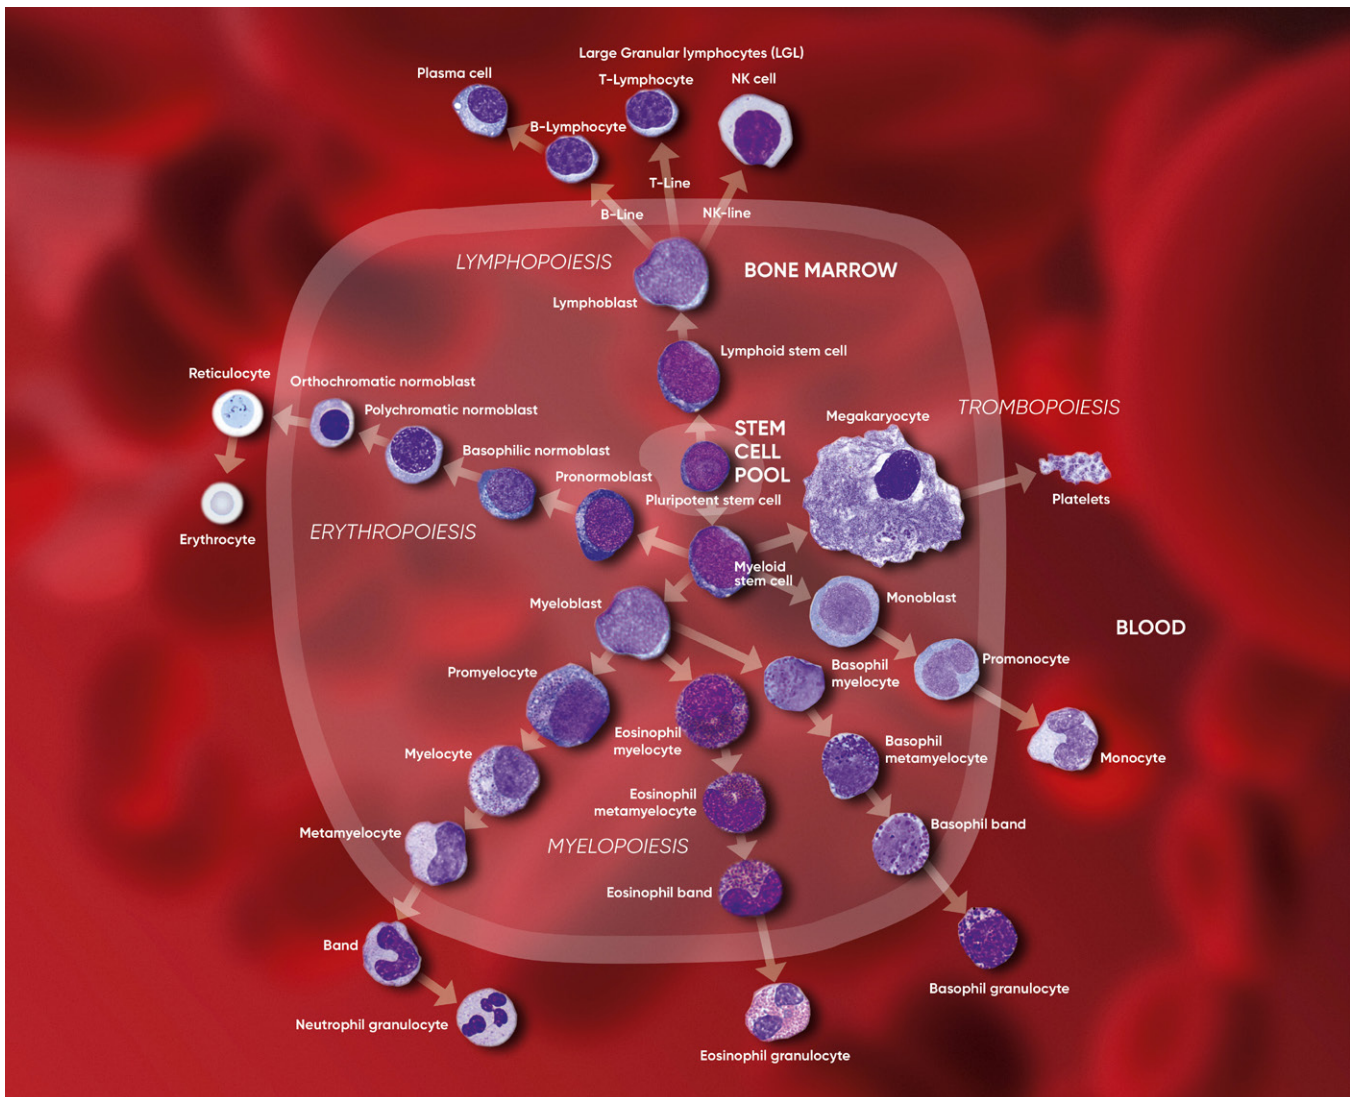 Large Granular lymphocytes (LGL)
Plasma cell
T-Lymphocyte
NK cell
B-Lymphocyte
T-Line
B-Line
NK-line
LYMPHOPOIESIS
BONE MARROW
Lymphoblast
Lymphoid stem cell
Reticulocyte
Orthochromatic normoblast
Polychromatic normoblast
Megakaryocyte
TROMBOPOIESIS
STEM
CELL
POOL
Basophilic normoblast
Pronormoblast
Pluripotent stem cell
Platelets
ERYTHROPOIESIS
Erythrocyte
Myeloid
stem cell
Myeloblast
Monoblast
BLOOD
Promyelocyte
Basophil
myelocyte
Promonocyte
Eosinophil
myelocyte
Myelocyte
Basophil
metamyelocyte
Monocyte
Eosinophil
metamyelocyte
Metamyelocyte
Basophil band
MYELOPOIESIS
Eosinophil band
Band
Basophil granulocyte
Neutrophil granulocyte
Eosinophil granulocyte